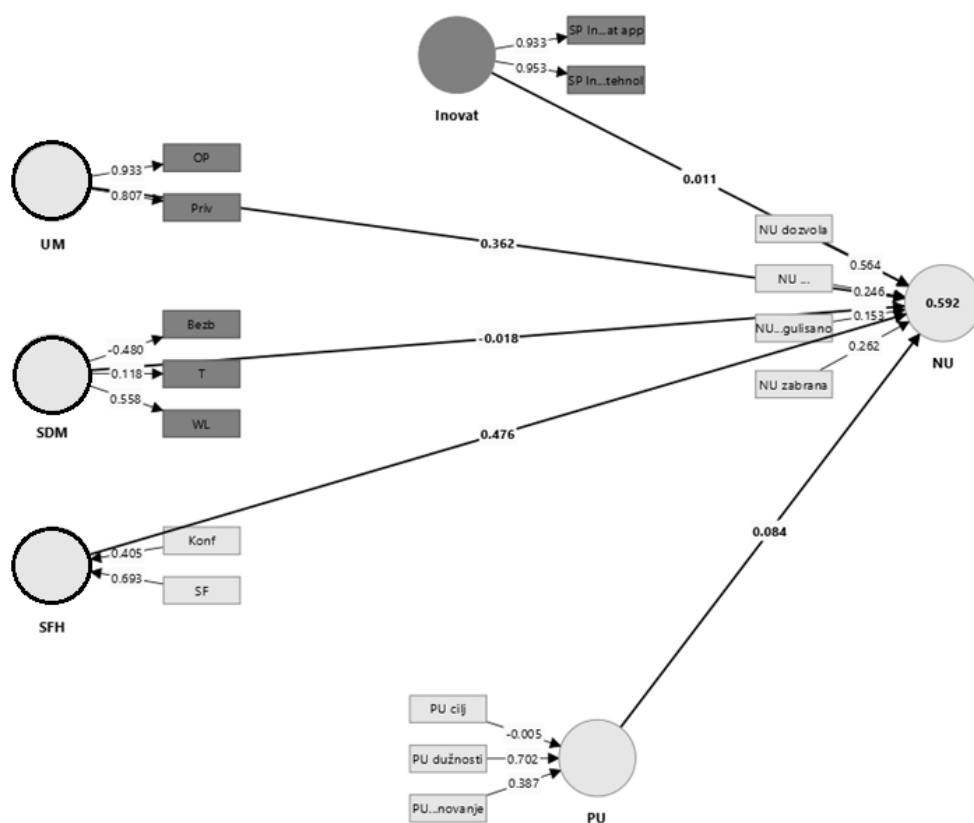 SP In...at app
0.933
0.953
SP In...tehnol
Inovat
OP
0.933
0.807
Priv
UM
0.011
NU dozvola
0.362
0.564
NU ...
0.246
0.592
Bezb
NU...gulisano
0.153
-0.480
-0.018
0.262
NU
0.118
T
NU zabrana
0.558
WL
SDM
0.476
Konf
0.405
0.693
SF
SFH
0.084
PU cilj
-0.005
PU dužnosti
0.702
0.387
PU...novanje
PU